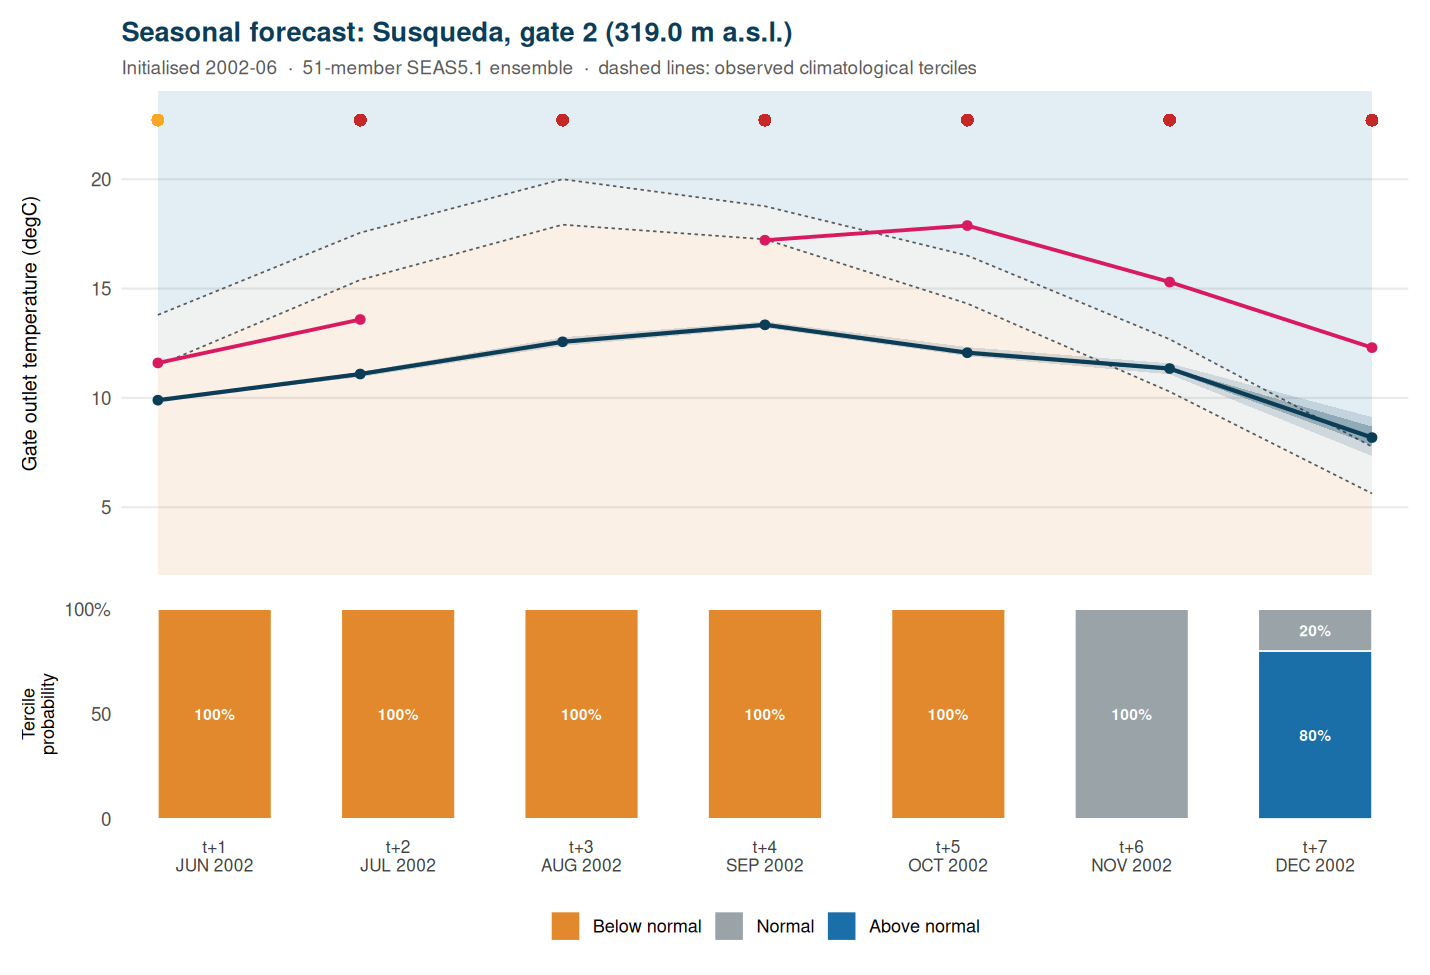 Seasonal forecast: Susqueda, gate 2 (319.0 m a.s.l.)
Initialised 2002-06 · 51-member SEAS5.1 ensemble · dashed lines: observed climatological terciles
Gate outlet temperature (degC)
20
15
10
5
Tercile
probability
100%
50
0
100%
100%
100%
100%
100%
100%
20%
80%
t+1
JUN 2002
t+2
JUL 2002
t+3
AUG 2002
t+4
SEP 2002
t+5
OCT 2002
t+6
NOV 2002
t+7
DEC 2002
Below normal
Normal
Above normal